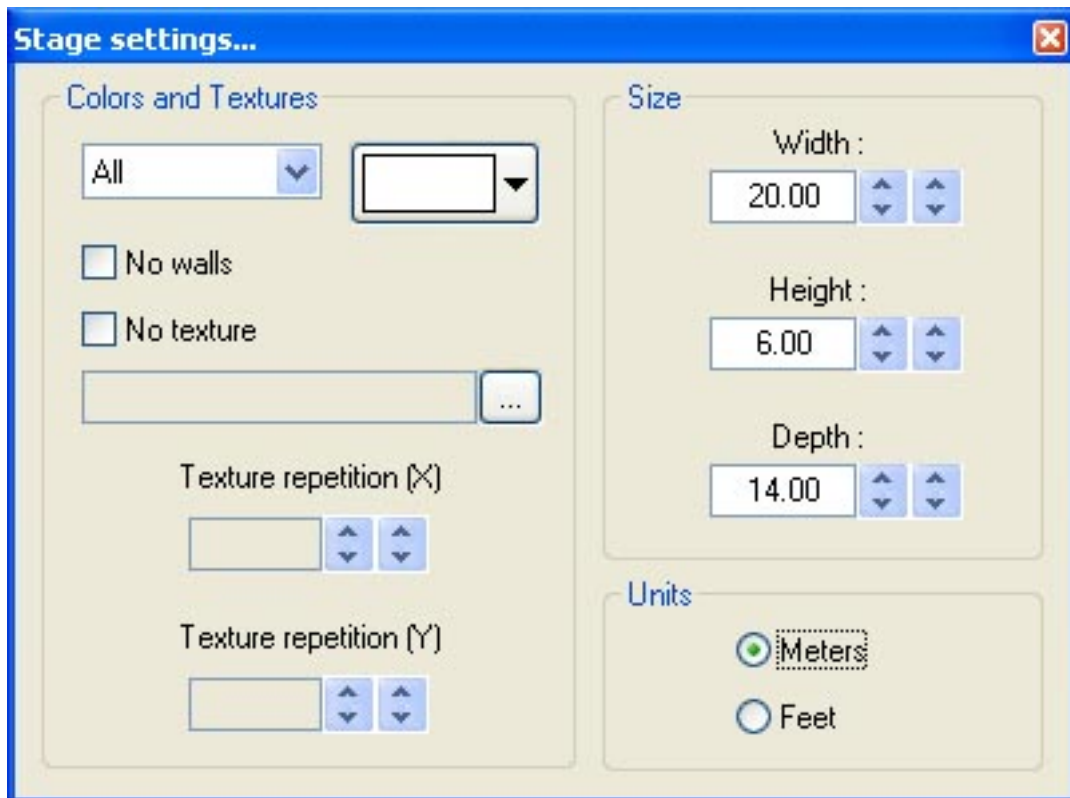 Stage settings...
Colors and Textures
All
No walls
No texture
...
Texture repetition (X)
Texture repetition (Y)
Size
Width :
20.00
Height :
6.00
Depth :
14.00
Units
Meters
Feet